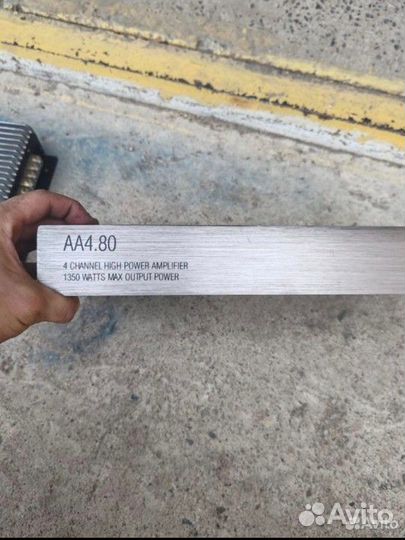 AA4.80
4 CHANNEL HIGH POWER AMPLIFIER
1350 WATTS MAX OUTPUT POWER
Avito